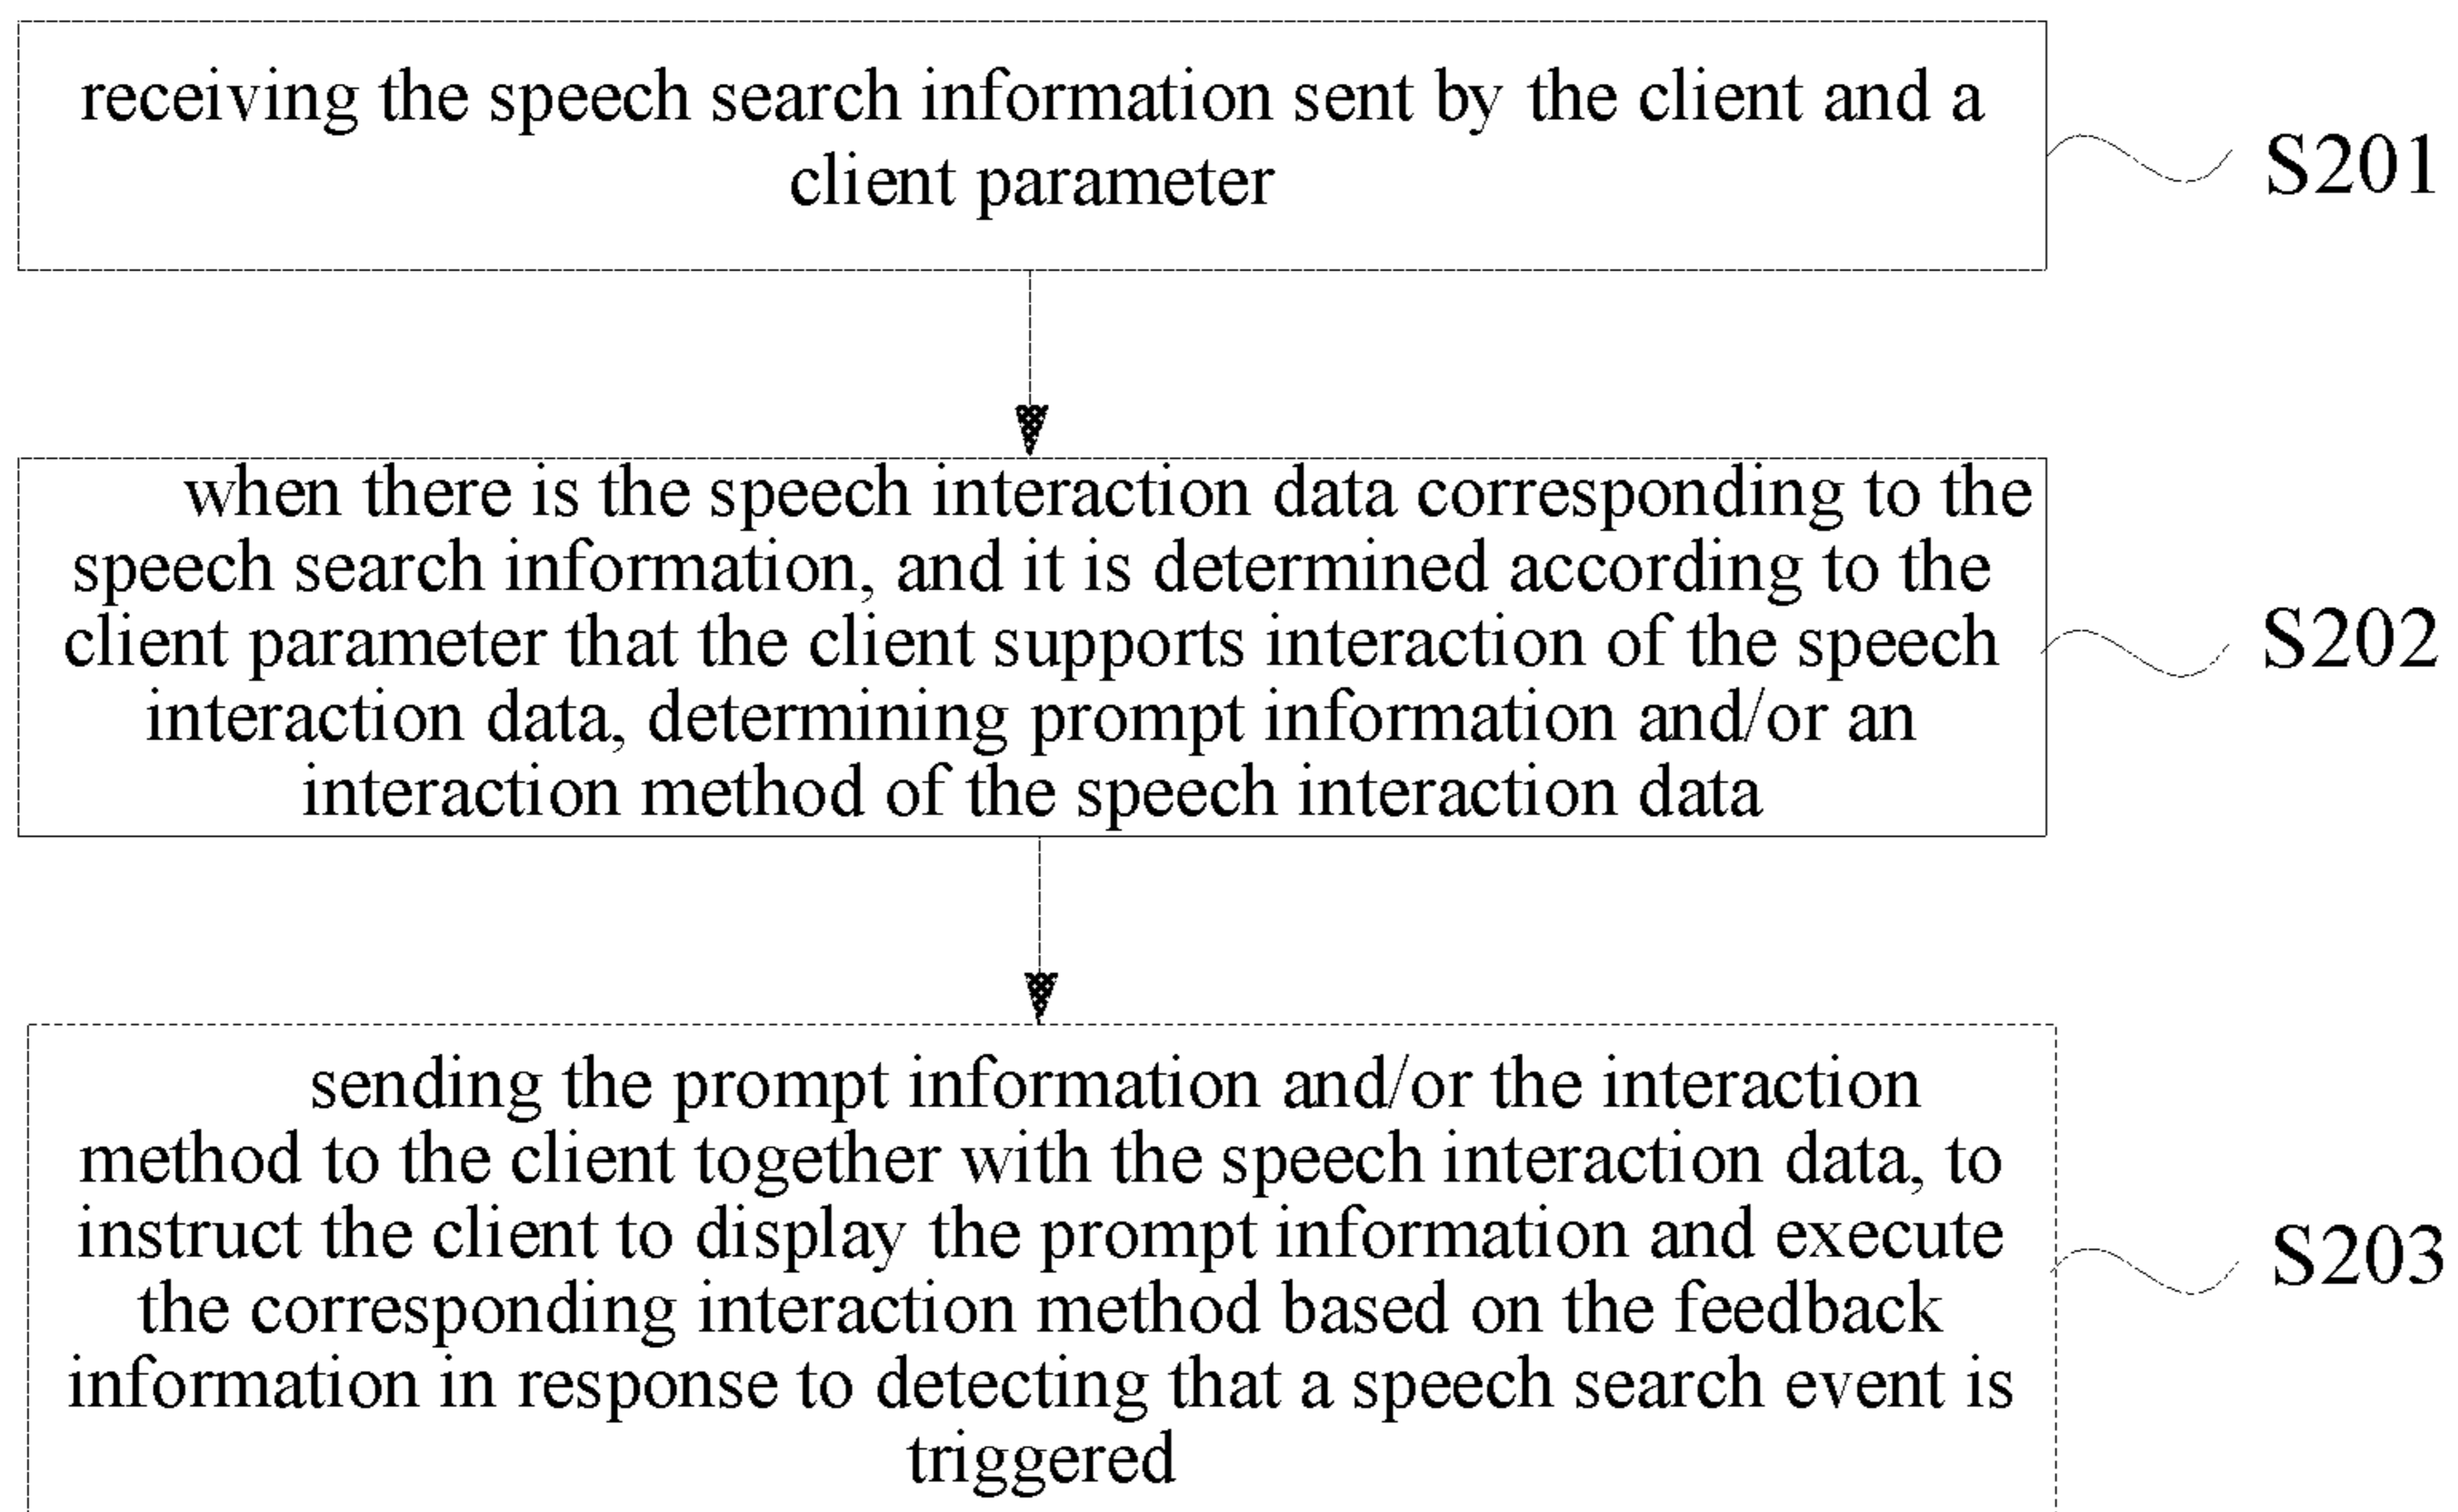 receiving the speech search information sent by the client and a
client parameter
S201
when there is the speech interaction data corresponding to the
speech search information, and it is determined according to the
client parameter that the client supports interaction of the speech
interaction data, determining prompt information and/or an
interaction method of the speech interaction data
S202
sending the prompt information and/or the interaction
method to the client together with the speech interaction data, to
instruct the client to display the prompt information and execute
the corresponding interaction method based on the feedback
information in response to detecting that a speech search event is
triggered
S203